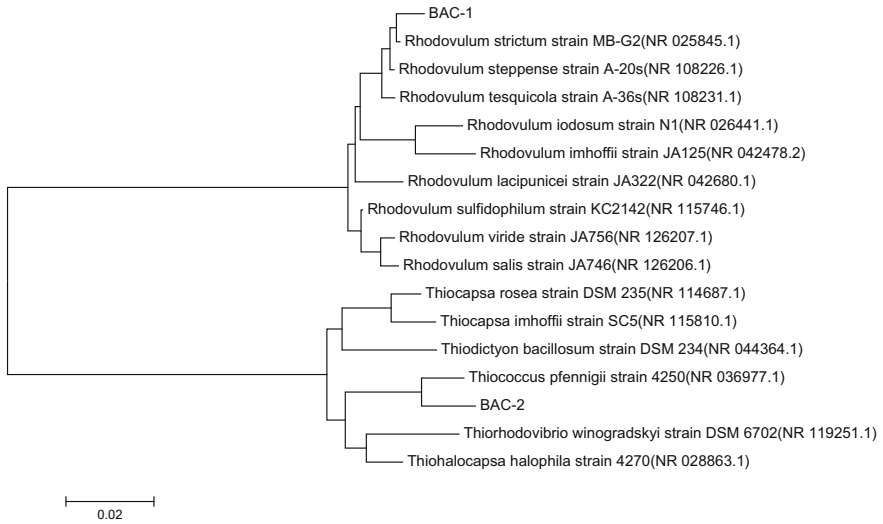 BAC-1
Rhodovulum strictum strain MB-G2(NR 025845.1)
Rhodovulum steppense strain A-20s(NR 108226.1)
Rhodovulum tesquicola strain A-36s(NR 108231.1)
Rhodovulum iodosum strain N1(NR 026441.1)
Rhodovulum imhoffii strain JA125(NR 042478.2)
Rhodovulum lacipunicei strain JA322(NR 042680.1)
Rhodovulum sulfidophilum strain KC2142(NR 115746.1)
Rhodovulum viride strain JA756(NR 126207.1)
Rhodovulum salis strain JA746(NR 126206.1)
Thiocapsa rosea strain DSM 235(NR 114687.1)
Thiocapsa imhoffii strain SC5(NR 115810.1)
Thiodictyon bacillosum strain DSM 234(NR 044364.1)
Thiococcus pfennigii strain 4250(NR 036977.1)
BAC-2
Thiorhodovibrio winogradskyi strain DSM 6702(NR 119251.1)
Thiohalocapsa halophila strain 4270(NR 028863.1)
0.02